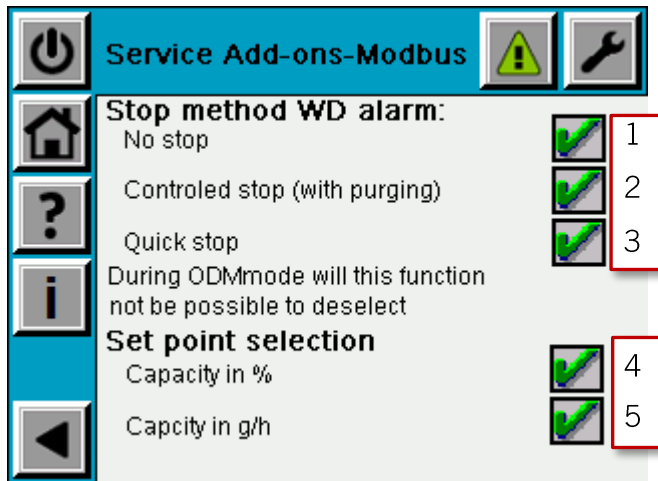 Service Add-ons-Modbus
Stop method WD alarm:
No stop 1
Controled stop (with purging) 2
Quick stop 3
During ODMmode will this function
not be possible to deselect
Set point selection
Capacity in % 4
Capcity in g/h 5
? 
i